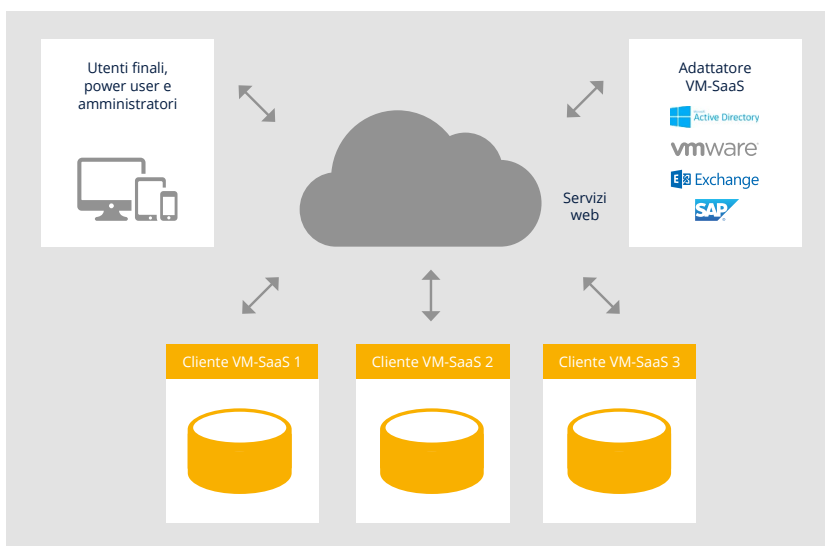 Utenti finali,
power user e
amministratori
Adattatore
VM-SaaS
Active Directory
vmware
E Exchange
SAP
Servizi
web
Cliente VM-SaaS 1
Cliente VM-SaaS 2
Cliente VM-SaaS 3